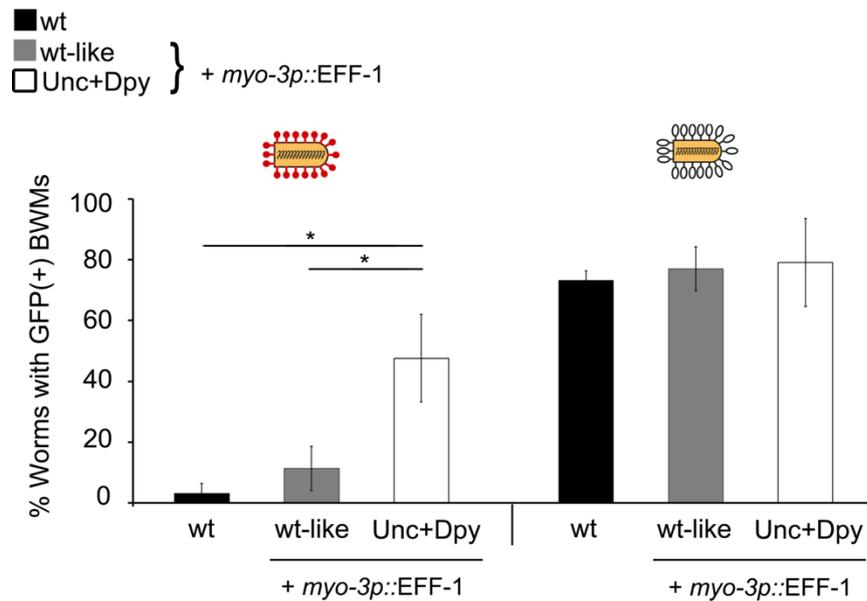 wt
wt-like
Unc+Dpy
} + myo-3p::EFF-1
% Worms with GFP(+) BWMs
100
80
60
40
20
0
*
*
wt wt-like Unc+Dpy wt wt-like Unc+Dpy
+ myo-3p::EFF-1 + myo-3p::EFF-1